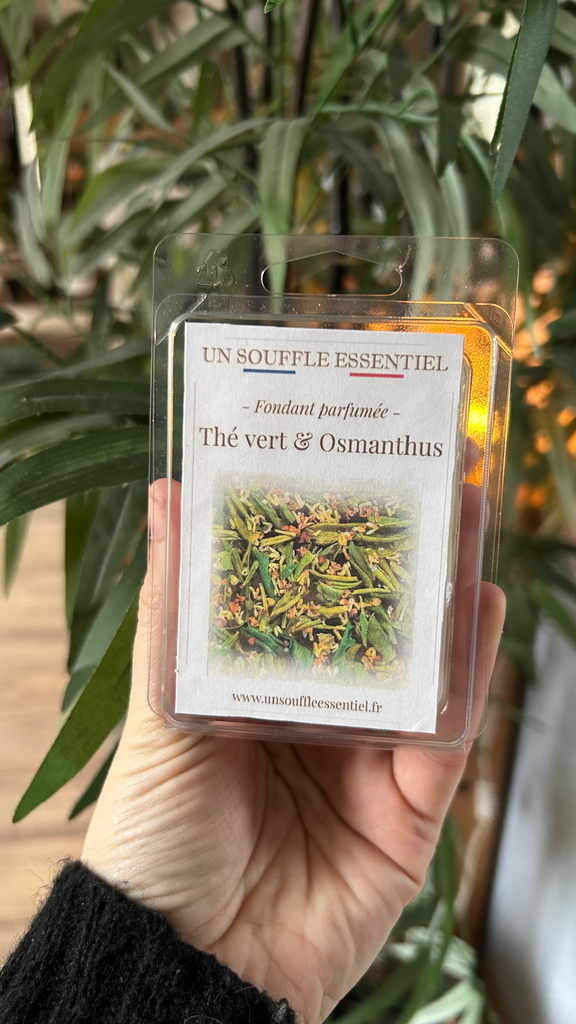 UN SOUFFLE ESSENTIEL
– Fondant parfumée –
Thé vert & Osmanthus
www.unsouffleessentiel.fr